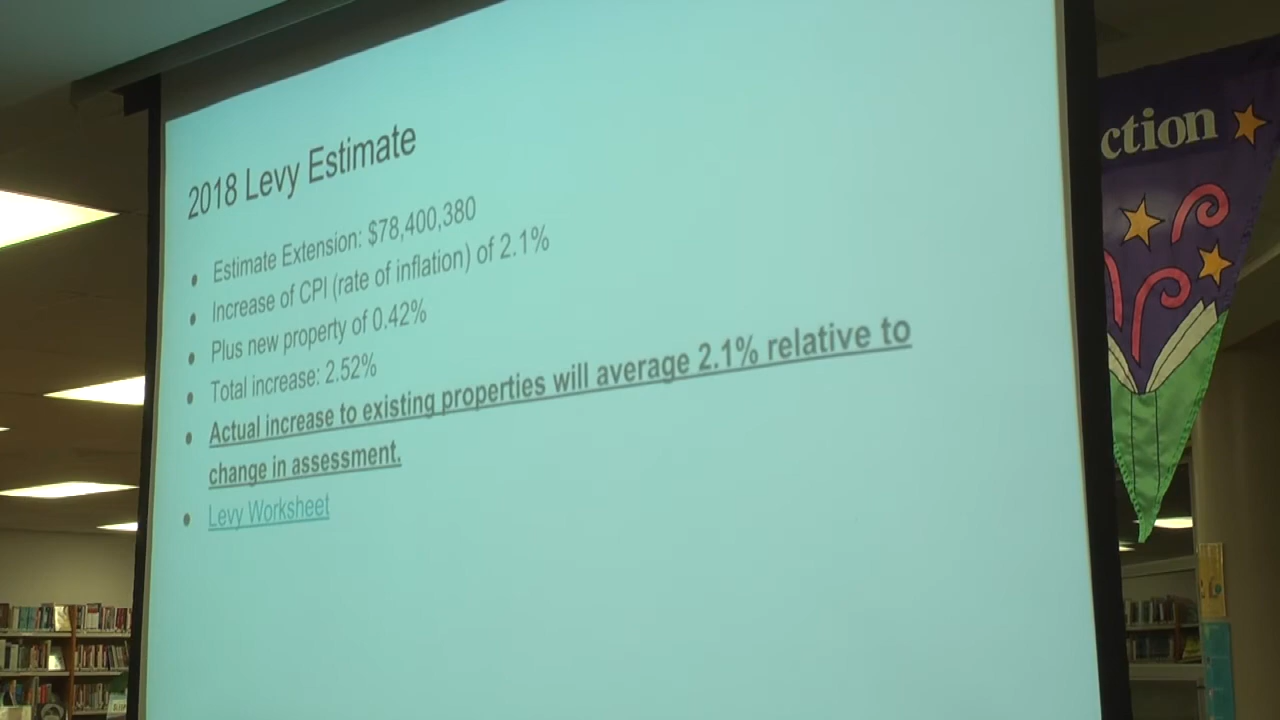 2018 Levy Estimate
• Estimate Extension: $78,400,380
• Increase of CPI (rate of inflation) of 2.1%
• Plus new property of 0.42%
• Total increase: 2.52%
• Actual increase to existing properties will average 2.1% relative to
change in assessment.
• Levy Worksheet
ction